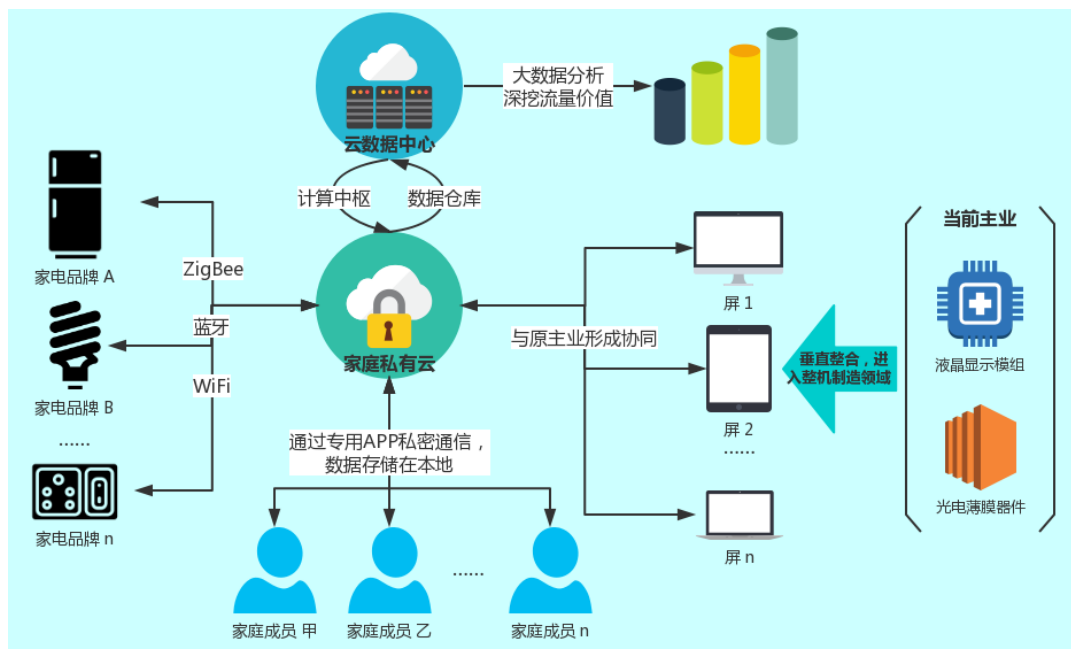 大数据分析
深挖流量价值
云数据中心
计算中枢
数据仓库
家电品牌 A
ZigBee
蓝牙
家电品牌 B
WiFi
……
家电品牌 n
家庭私有云
与原主业形成协同
通过专用APP私密通信，
数据存储在本地
家庭成员 甲
家庭成员 乙
……
家庭成员 n
屏 1
屏 2
……
屏 n
垂直整合，进
入整机制造领域
当前主业
液晶显示模组
光电薄膜器件